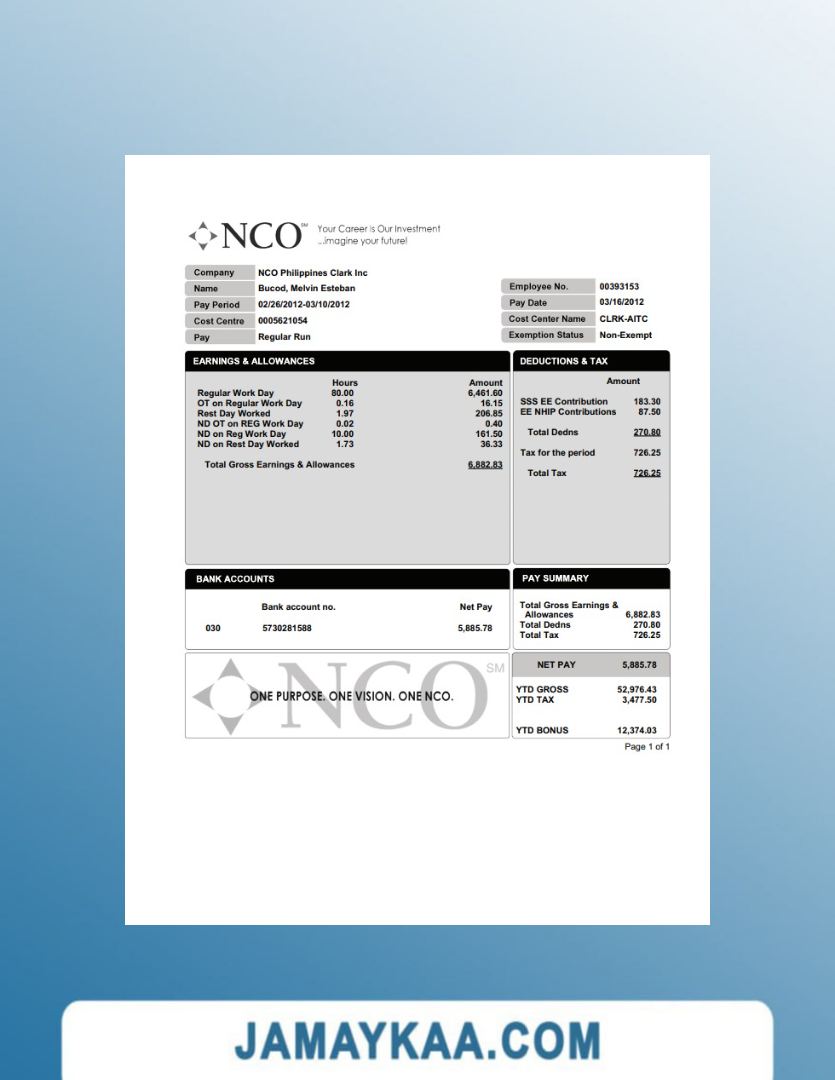 NCO SM Your Career Is Our Investment
...imagine your future!
Company NCO Philippines Clark Inc
Name Bucod, Melvin Esteban Employee No. 00393153
Pay Period 02/26/2012-03/10/2012 Pay Date 03/16/2012
Cost Centre 0005621054 Cost Center Name CLRK-AITC
Pay Regular Run Exemption Status Non-Exempt
EARNINGS & ALLOWANCES
Hours Amount
Regular Work Day 80.00 6,461.60
OT on Regular Work Day 0.16 16.15
Rest Day Worked 1.97 206.85
ND OT on REG Work Day 0.02 0.40
ND on Reg Work Day 10.00 161.50
ND on Rest Day Worked 1.73 36.33
Total Gross Earnings & Allowances 6,882.83
DEDUCTIONS & TAX
Amount
SSS EE Contribution 183.30
EE NHIP Contributions 87.50
Total Dedns 270.80
Tax for the period 726.25
Total Tax 726.25
BANK ACCOUNTS
Bank account no. Net Pay
030 5730281588 5,885.78
PAY SUMMARY
Total Gross Earnings &
Allowances 6,882.83
Total Dedns 270.80
Total Tax 726.25
NCO SM
ONE PURPOSE. ONE VISION. ONE NCO.
NET PAY 5,885.78
YTD GROSS 52,976.43
YTD TAX 3,477.50
YTD BONUS 12,374.03
Page 1 of 1
JAMAYKAA.COM